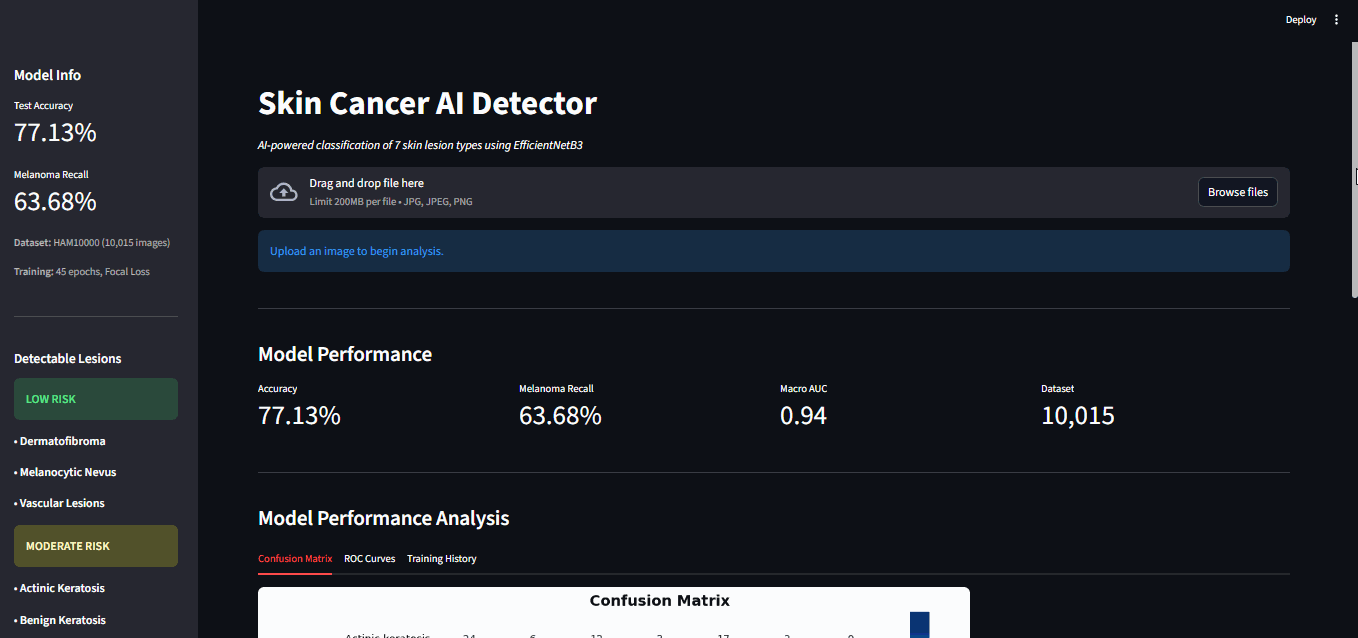 Deploy
Model Info
Test Accuracy
77.13%
Melanoma Recall
63.68%
Dataset: HAM10000 (10,015 images)
Training: 45 epochs, Focal Loss
Detectable Lesions
LOW RISK
• Dermatofibroma
• Melanocytic Nevus
• Vascular Lesions
MODERATE RISK
• Actinic Keratosis
• Benign Keratosis
Skin Cancer AI Detector
AI-powered classification of 7 skin lesion types using EfficientNetB3
Drag and drop file here
Limit 200MB per file • JPG, JPEG, PNG
Browse files
Upload an image to begin analysis.
Model Performance
Accuracy Melanoma Recall Macro AUC Dataset
77.13% 63.68% 0.94 10,015
Model Performance Analysis
Confusion Matrix ROC Curves Training History
Confusion Matrix
Actinic keratosis